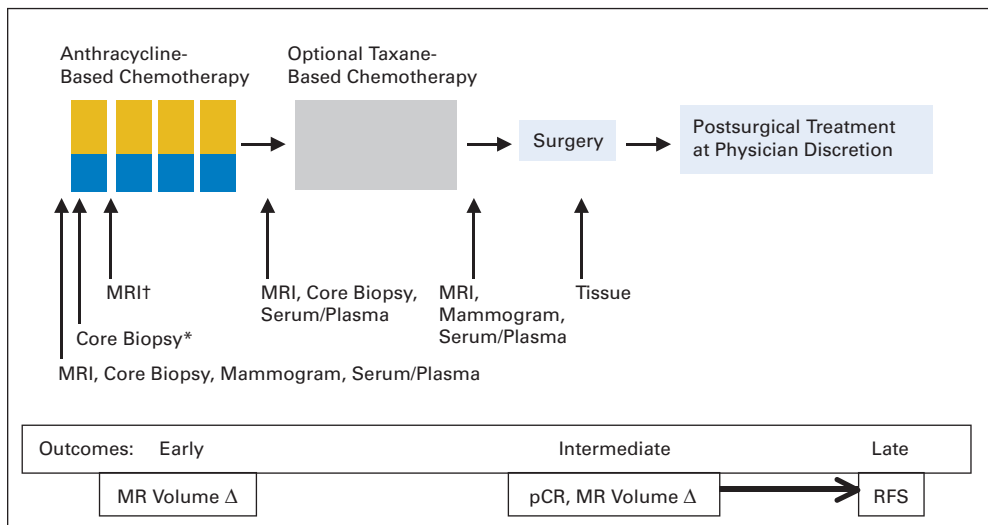 Anthracycline-
Based Chemotherapy
Optional Taxane-
Based Chemotherapy
Surgery
Postsurgical Treatment
at Physician Discretion
MRI†
MRI, Core Biopsy,
Serum/Plasma
MRI,
Mammogram,
Serum/Plasma
Tissue
Core Biopsy*
MRI, Core Biopsy, Mammogram, Serum/Plasma
Outcomes: Early Intermediate Late
MR Volume Δ pCR, MR Volume Δ RFS